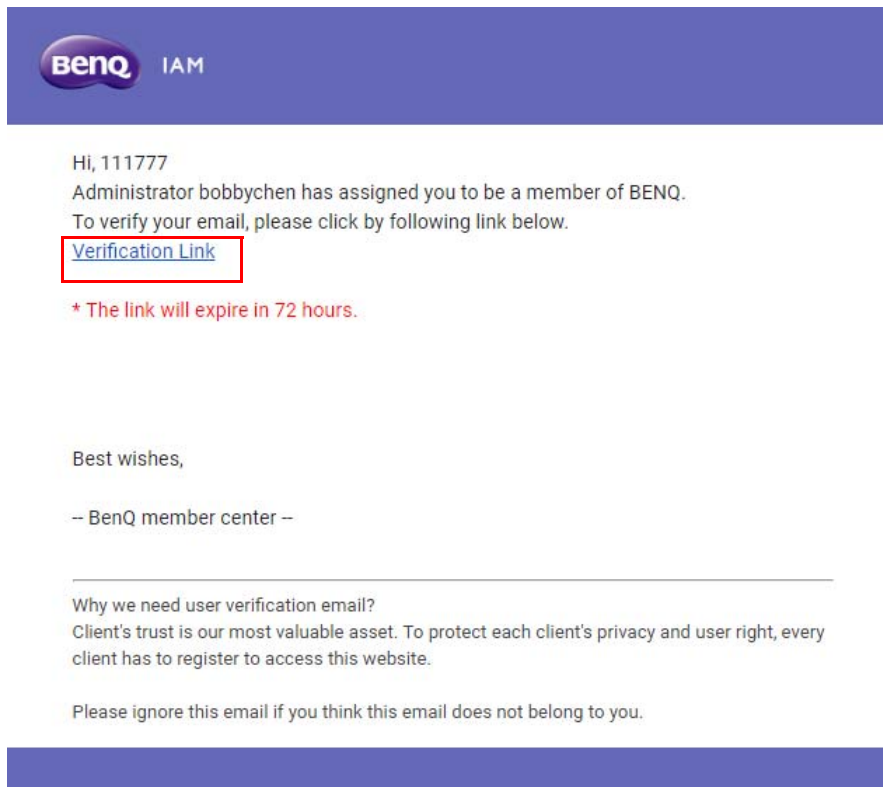 BenQ IAM
Hi, 111777
Administrator bobbychen has assigned you to be a member of BENQ.
To verify your email, please click by following link below.
Verification Link
* The link will expire in 72 hours.
Best wishes,
-- BenQ member center --
Why we need user verification email?
Client's trust is our most valuable asset. To protect each client's privacy and user right, every
client has to register to access this website.
Please ignore this email if you think this email does not belong to you.